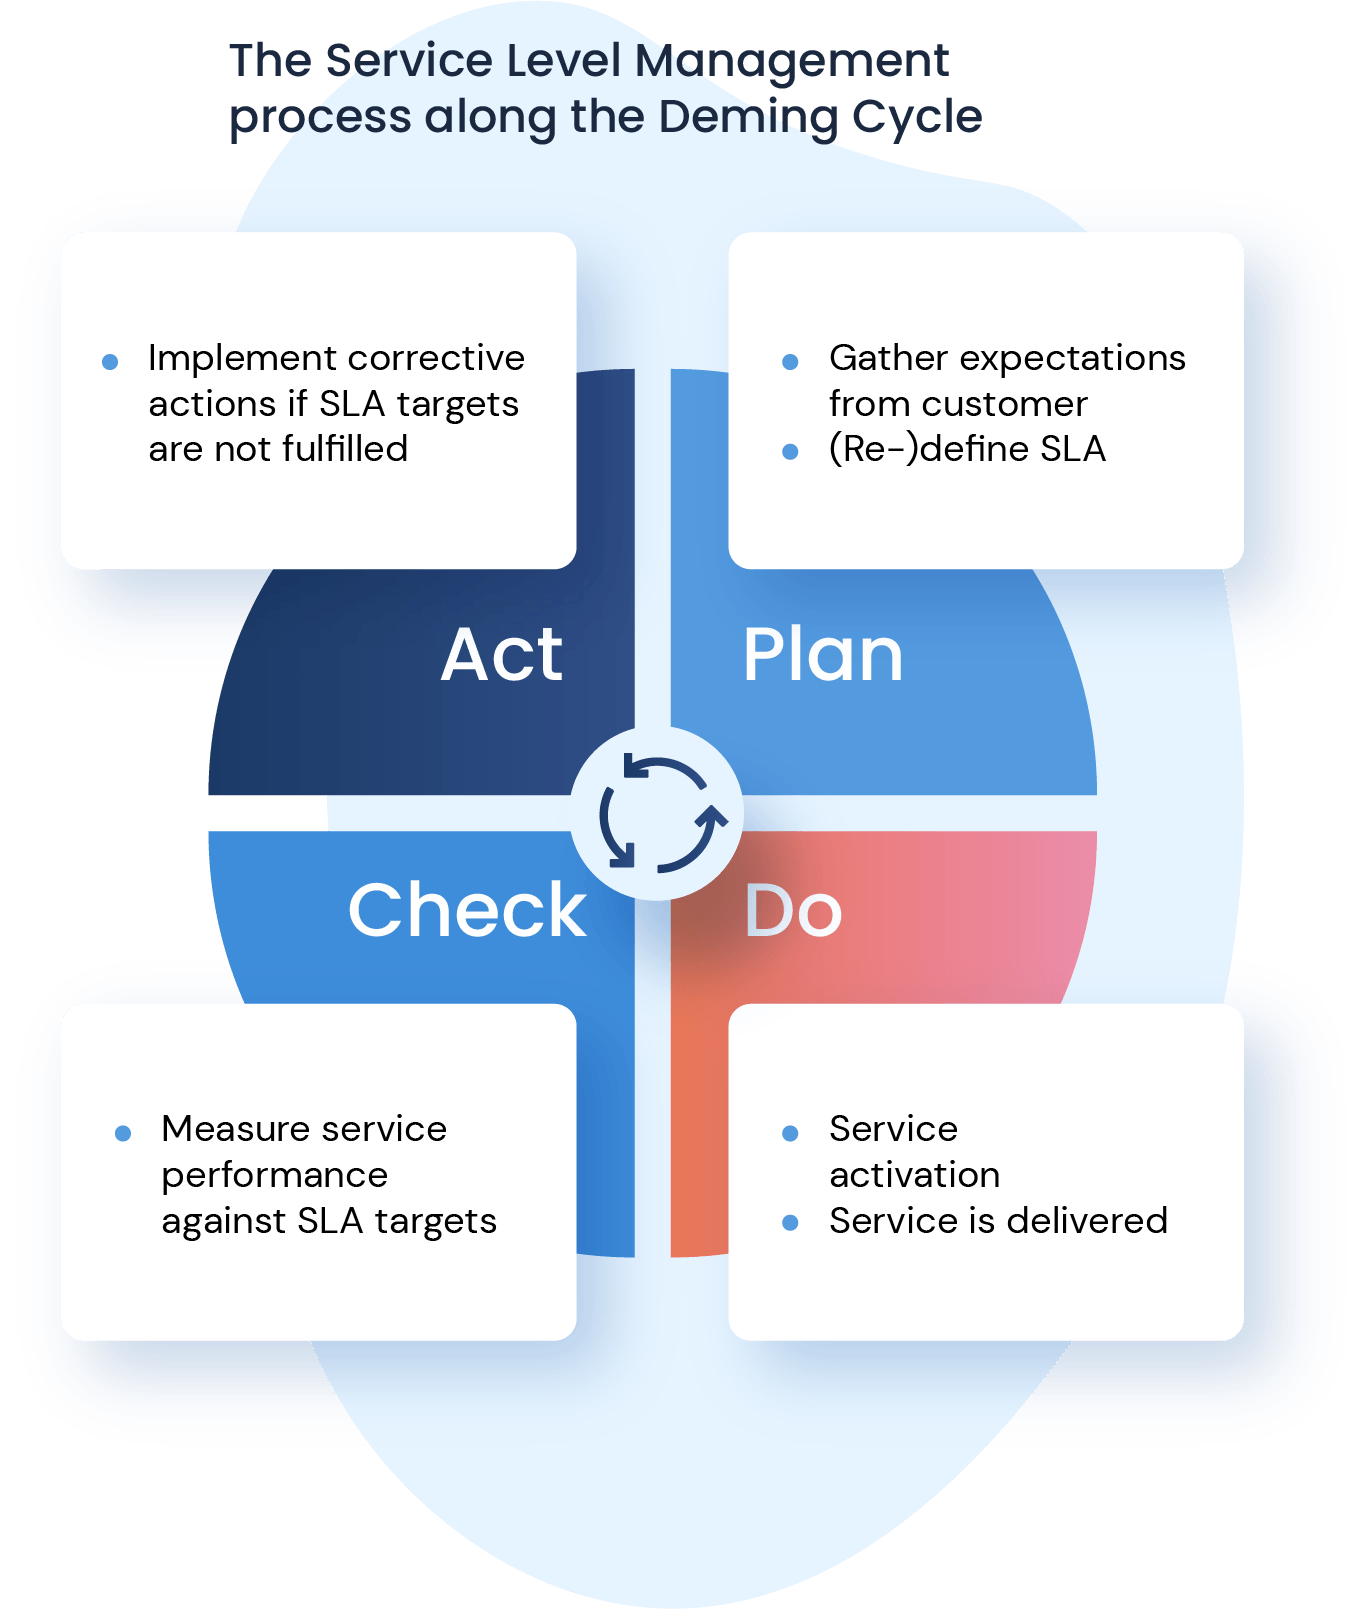 The Service Level Management
process along the Deming Cycle
Implement corrective
actions if SLA targets
are not fulfilled
Gather expectations
from customer
(Re-)define SLA
Act
Plan
Check
Do
Measure service
performance
against SLA targets
Service
activation
Service is delivered